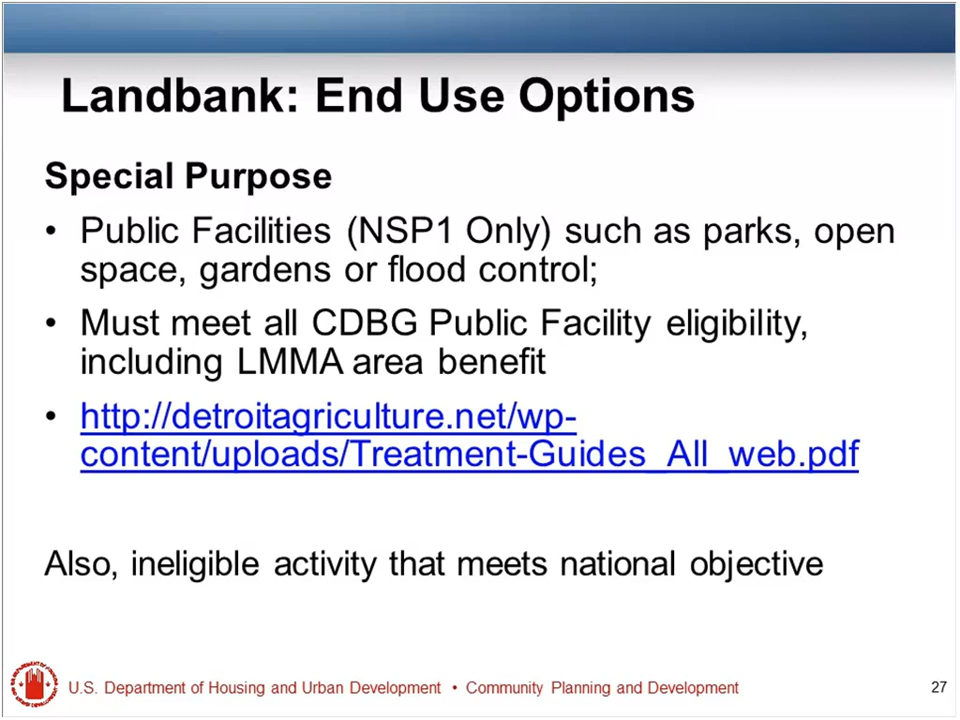 Landbank: End Use Options
Special Purpose
• Public Facilities (NSP1 Only) such as parks, open
space, gardens or flood control;
• Must meet all CDBG Public Facility eligibility,
including LMMA area benefit
• http://detroitagriculture.net/wp-
content/uploads/Treatment-Guides_All_web.pdf
Also, ineligible activity that meets national objective
U.S. Department of Housing and Urban Development • Community Planning and Development
27